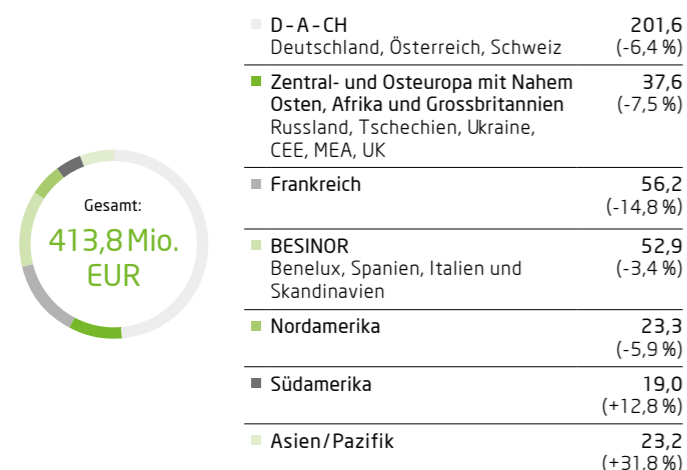 Gesamt:
413,8 Mio.
EUR
D-A-CH 201,6
Deutschland, Österreich, Schweiz (-6,4 %)
Zentral- und Osteuropa mit Nahem 37,6
Osten, Afrika und Grossbritannien (-7,5 %)
Russland, Tschechien, Ukraine,
CEE, MEA, UK
Frankreich 56,2
(-14,8 %)
BESINOR 52,9
Benelux, Spanien, Italien und (-3,4 %)
Skandinavien
Nordamerika 23,3
(-5,9 %)
Südamerika 19,0
(+12,8 %)
Asien/Pazifik 23,2
(+31,8 %)